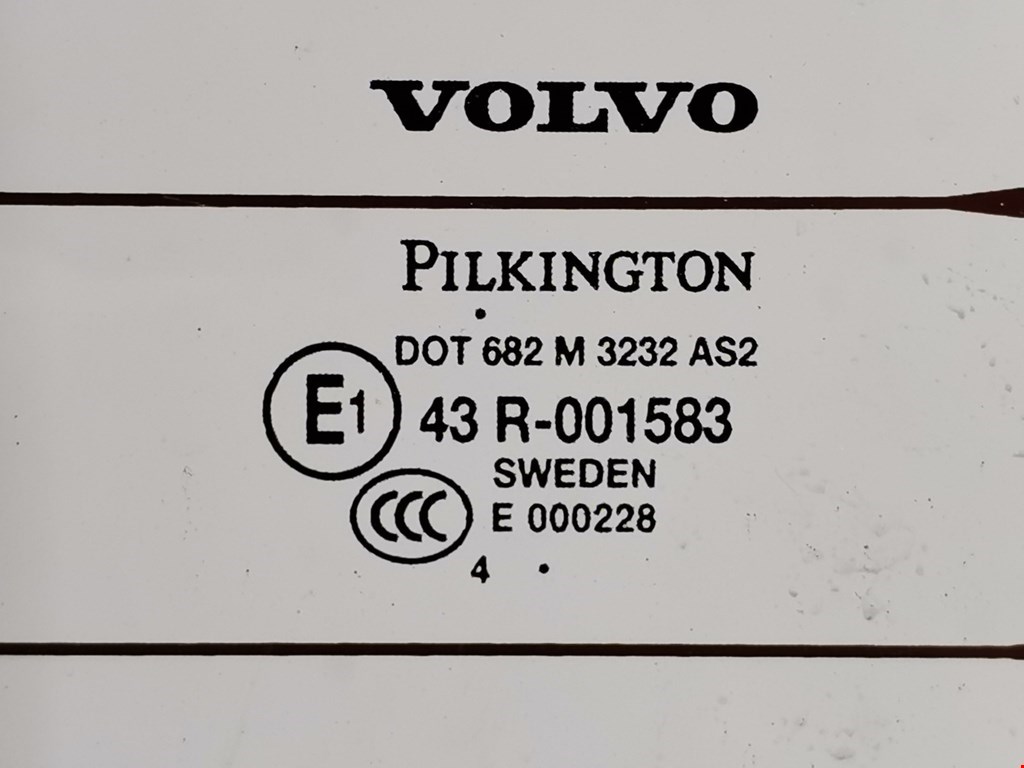 VOLVO
PILKINGTON
DOT 682 M 3232 AS2
E1 43 R-001583
SWEDEN
CCC E 000228
4